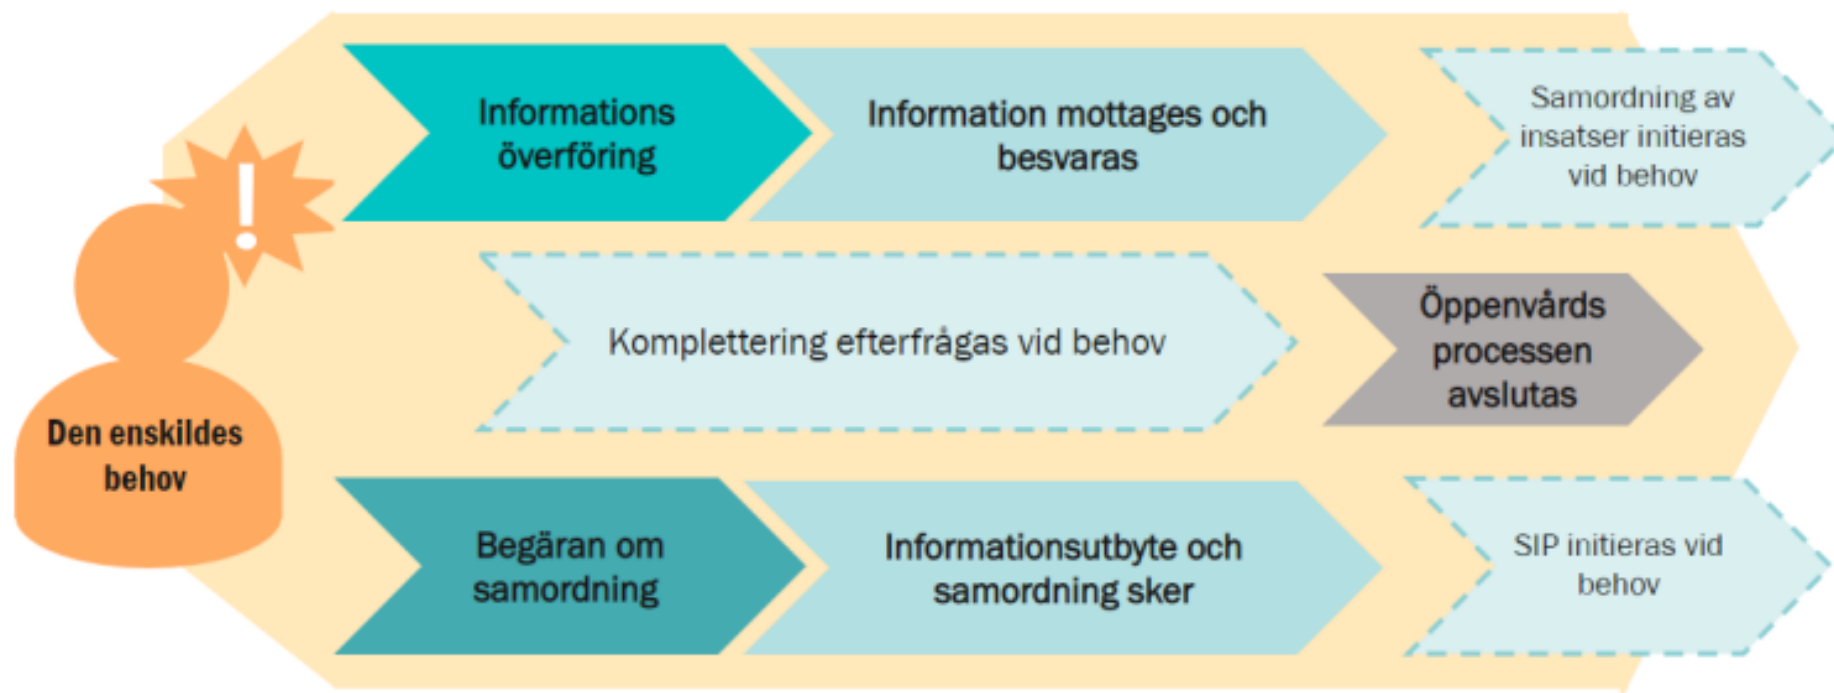 Informations
överföring
Information mottages och
besvaras
Samordning av
insatser initieras
vid behov
!
Komplettering efterfrågas vid behov
Öppenvårds
processen
avslutas
Den enskildes
behov
Begäran om
samordning
Informationsutbyte och
samordning sker
SIP initieras vid
behov